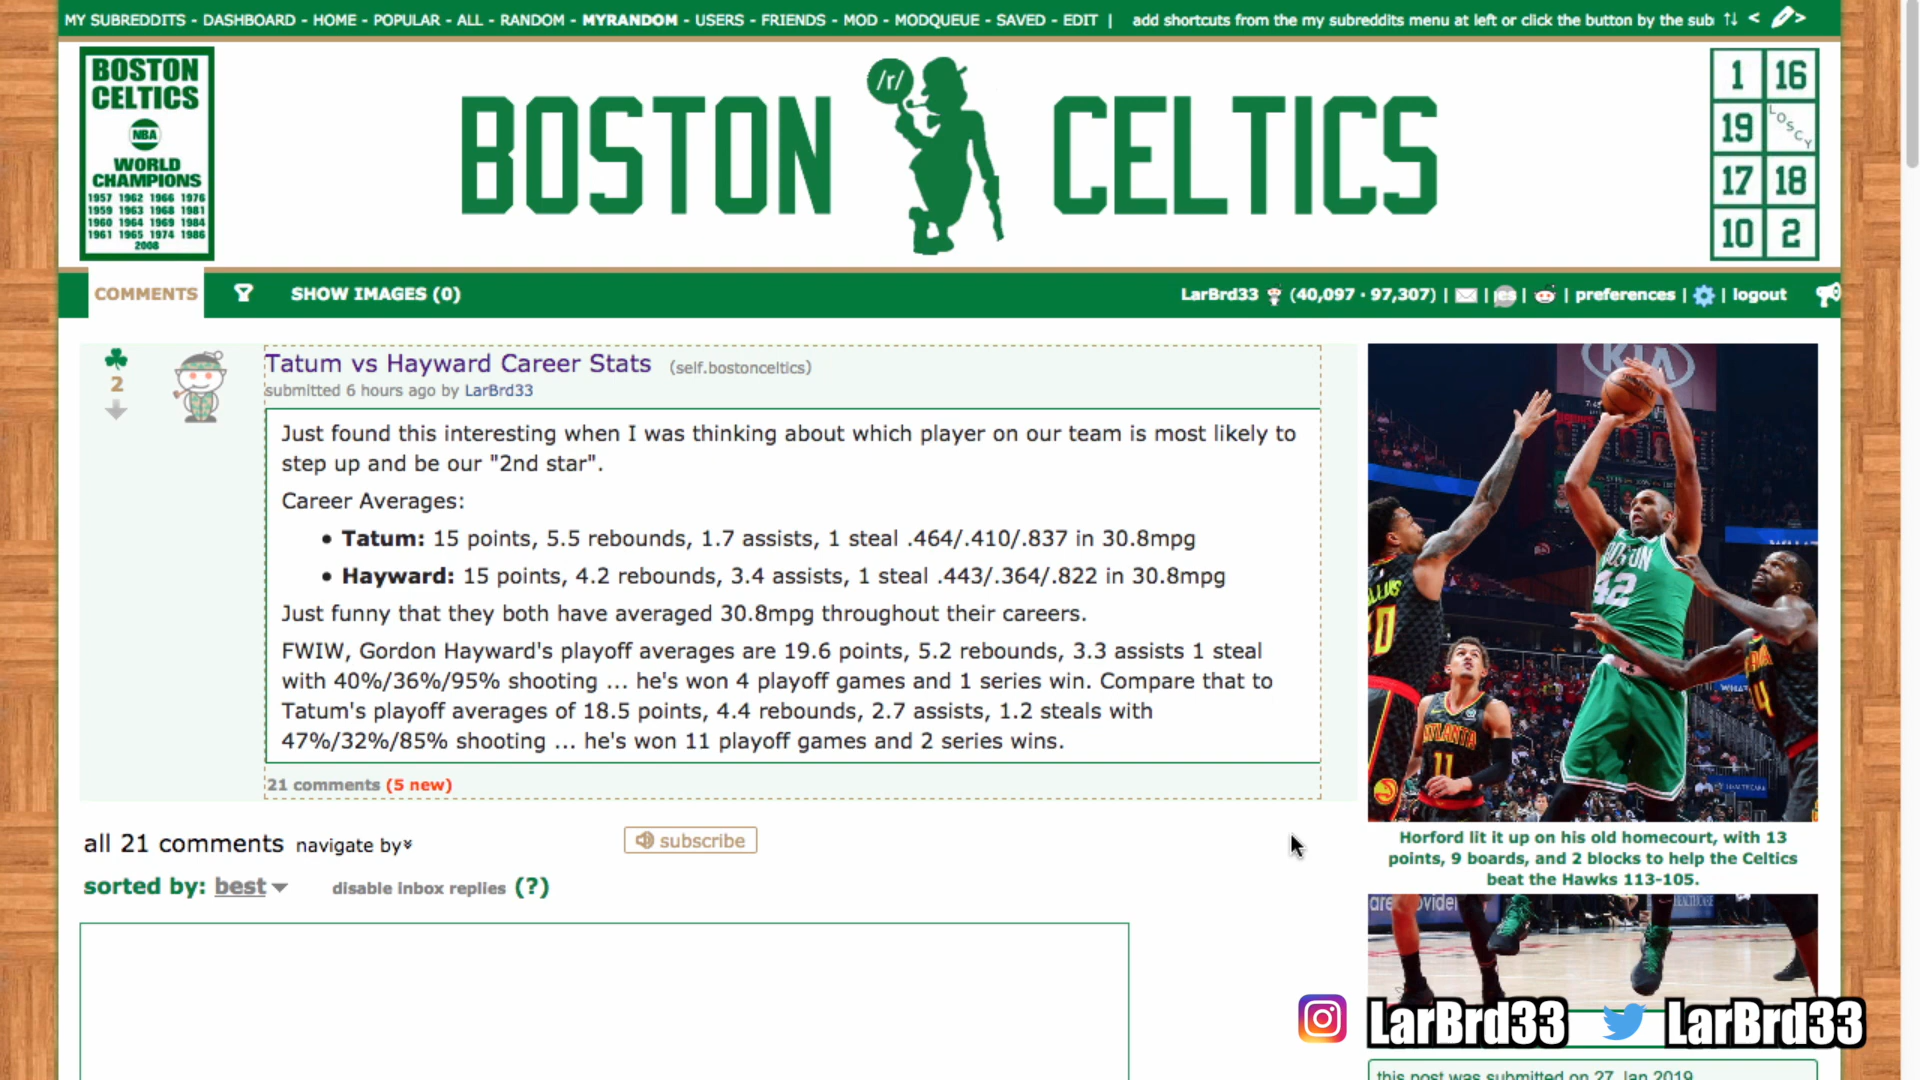 MY SUBREDDITS - DASHBOARD - HOME - POPULAR - ALL - RANDOM - MYRANDOM - USERS - FRIENDS - MOD - MODQUEUE - SAVED - EDIT | add shortcuts from the my subreddits menu at left or click the button by the sub < >
BOSTON
CELTICS
NBA
WORLD
CHAMPIONS
1957 1962 1966 1976
1959 1963 1968 1981
1960 1964 1969 1984
1961 1965 1974 1986
2008
BOSTON /r/ CELTICS
1 16
19 LOSCY
17 18
10 2
COMMENTS SHOW IMAGES (0) LarBrd33 (40,097 · 97,307) | | | | preferences | | logout
2
Tatum vs Hayward Career Stats (self.bostonceltics)
submitted 6 hours ago by LarBrd33
Just found this interesting when I was thinking about which player on our team is most likely to
step up and be our "2nd star".
Career Averages:
• Tatum: 15 points, 5.5 rebounds, 1.7 assists, 1 steal .464/.410/.837 in 30.8mpg
• Hayward: 15 points, 4.2 rebounds, 3.4 assists, 1 steal .443/.364/.822 in 30.8mpg
Just funny that they both have averaged 30.8mpg throughout their careers.
FWIW, Gordon Hayward's playoff averages are 19.6 points, 5.2 rebounds, 3.3 assists 1 steal
with 40%/36%/95% shooting ... he's won 4 playoff games and 1 series win. Compare that to
Tatum's playoff averages of 18.5 points, 4.4 rebounds, 2.7 assists, 1.2 steals with
47%/32%/85% shooting ... he's won 11 playoff games and 2 series wins.
21 comments (5 new)
all 21 comments navigate by
subscribe
sorted by: best disable inbox replies (?)
KIA
BOSTON
42
ATLANTA
11
Horford lit it up on his old homecourt, with 13
points, 9 boards, and 2 blocks to help the Celtics
beat the Hawks 113-105.
LarBrd33 LarBrd33
this post was submitted on 27 Jan 2019